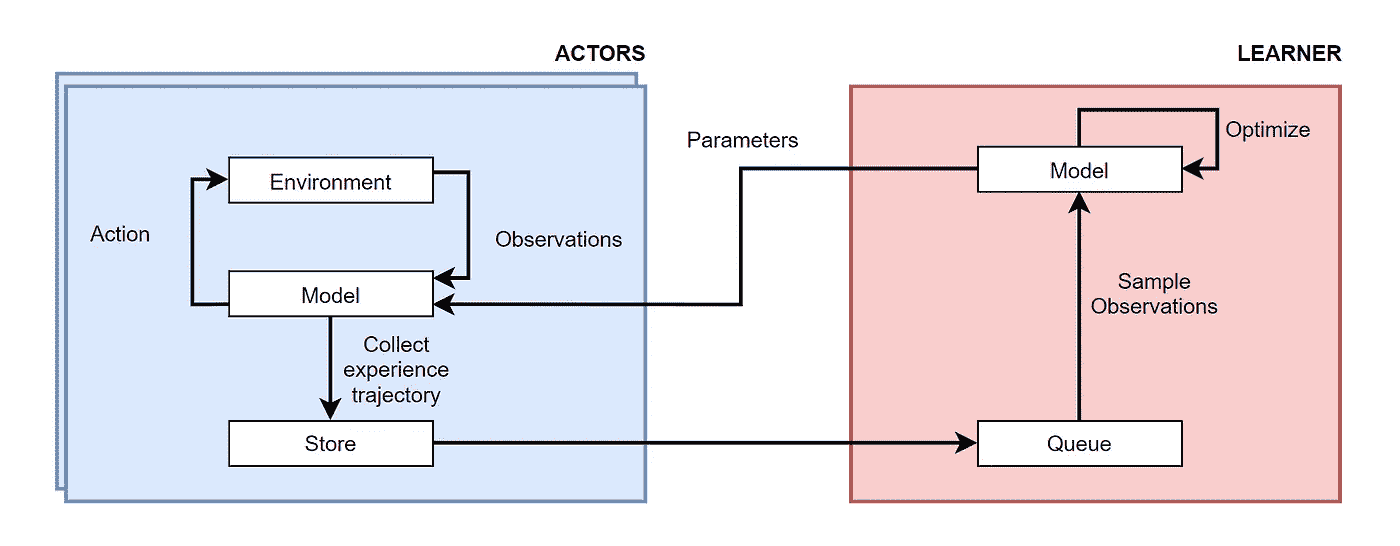 ACTORS
LEARNER
Environment
Action
Observations
Model
Collect
experience
trajectory
Store
Parameters
Model
Optimize
Sample
Observations
Queue